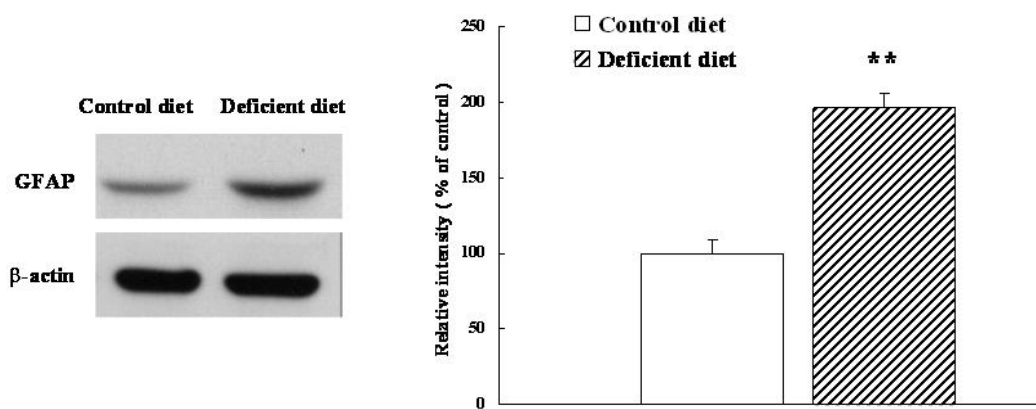 Control diet Deficient diet
GFAP
β-actin
Relative intensity ( % of control )
250
200
150
100
50
0
Control diet
Deficient diet
**